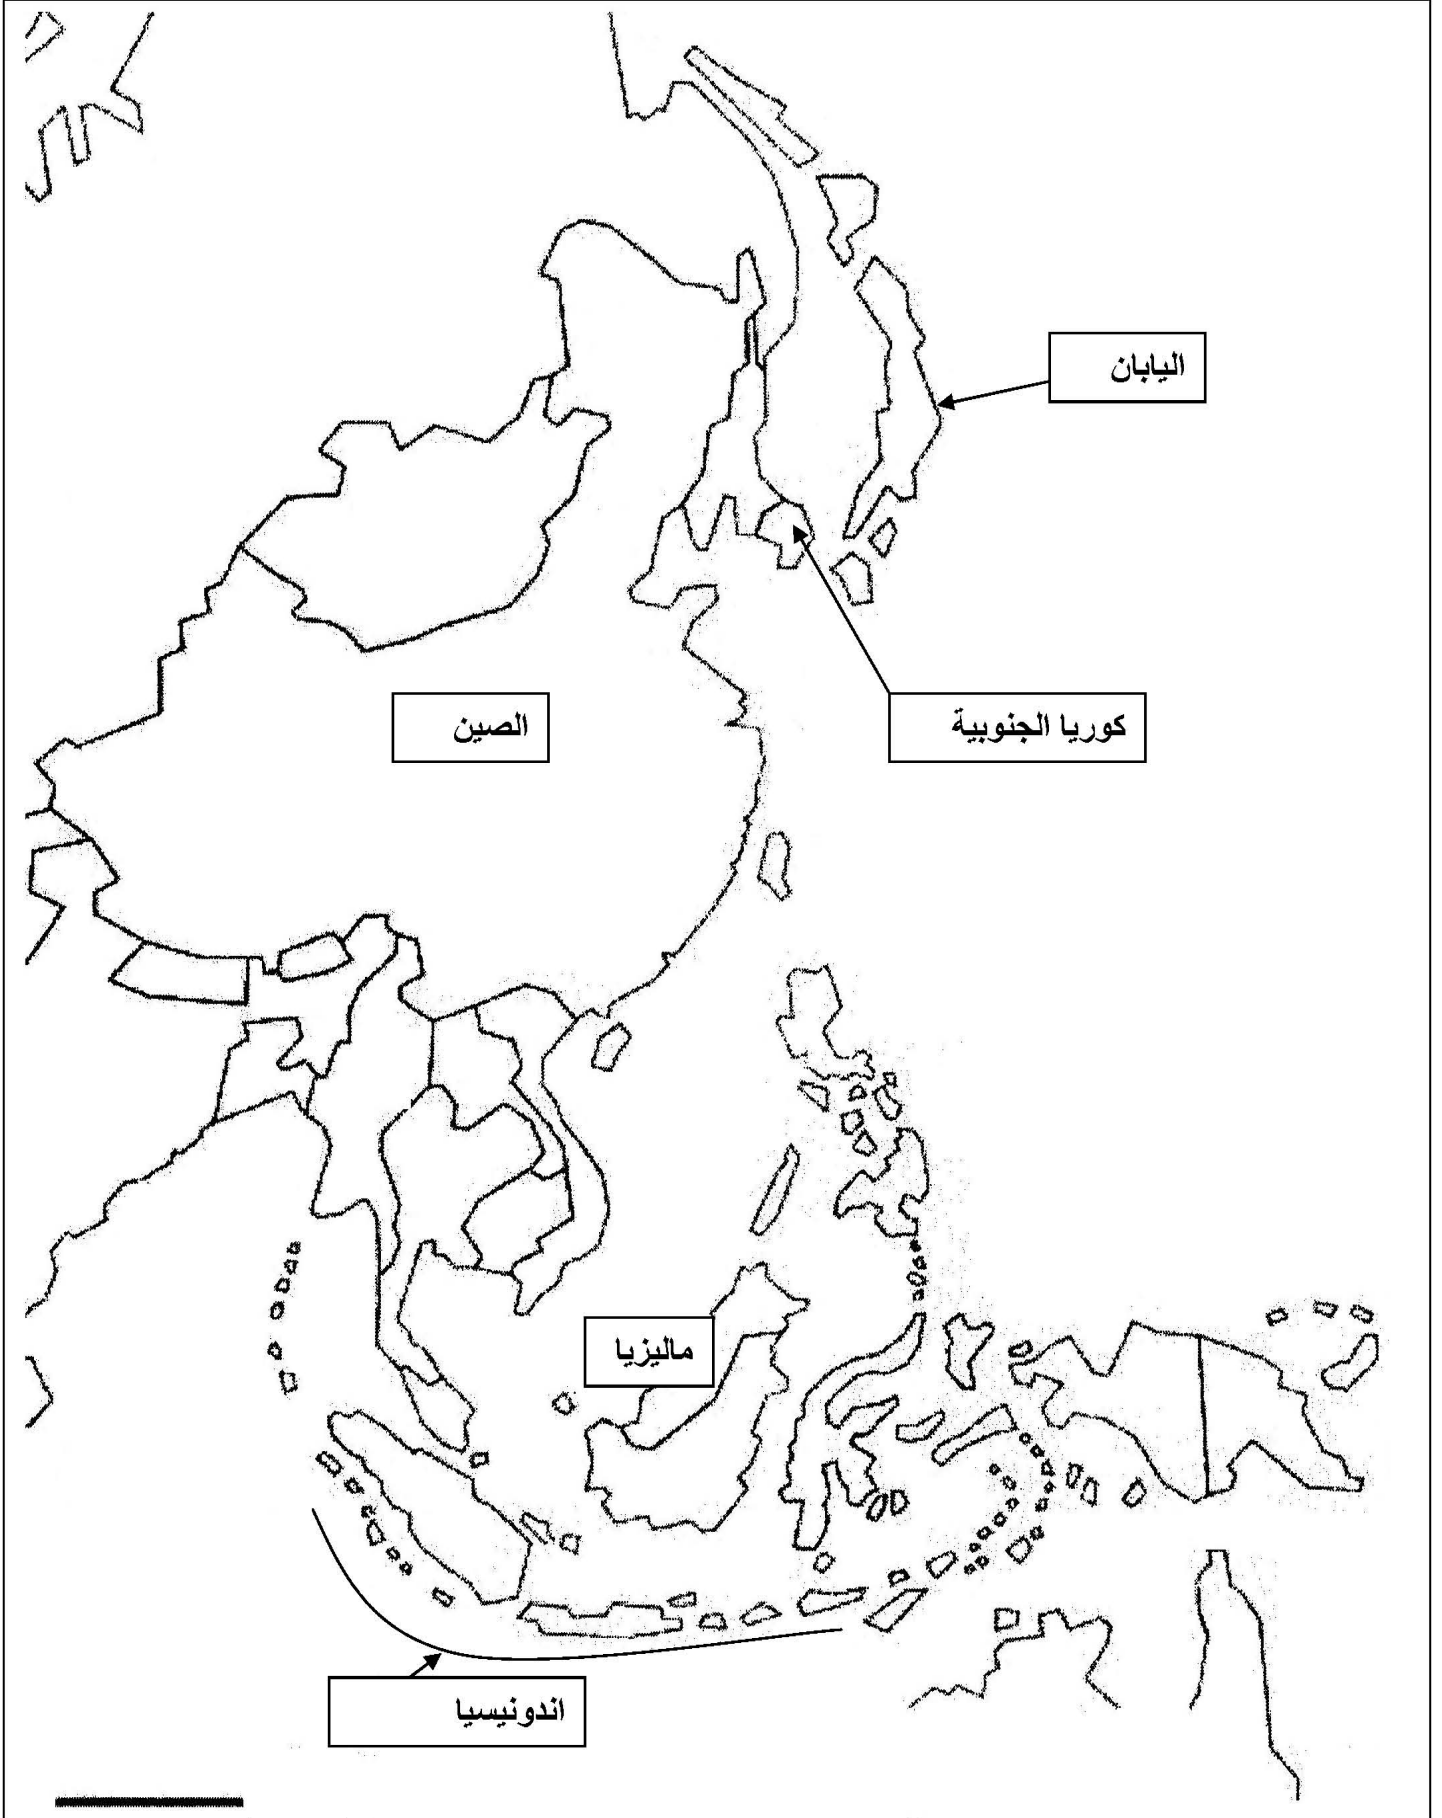 اليابان
الصين
كوريا الجنوبية
ماليزيا
اندونيسيا